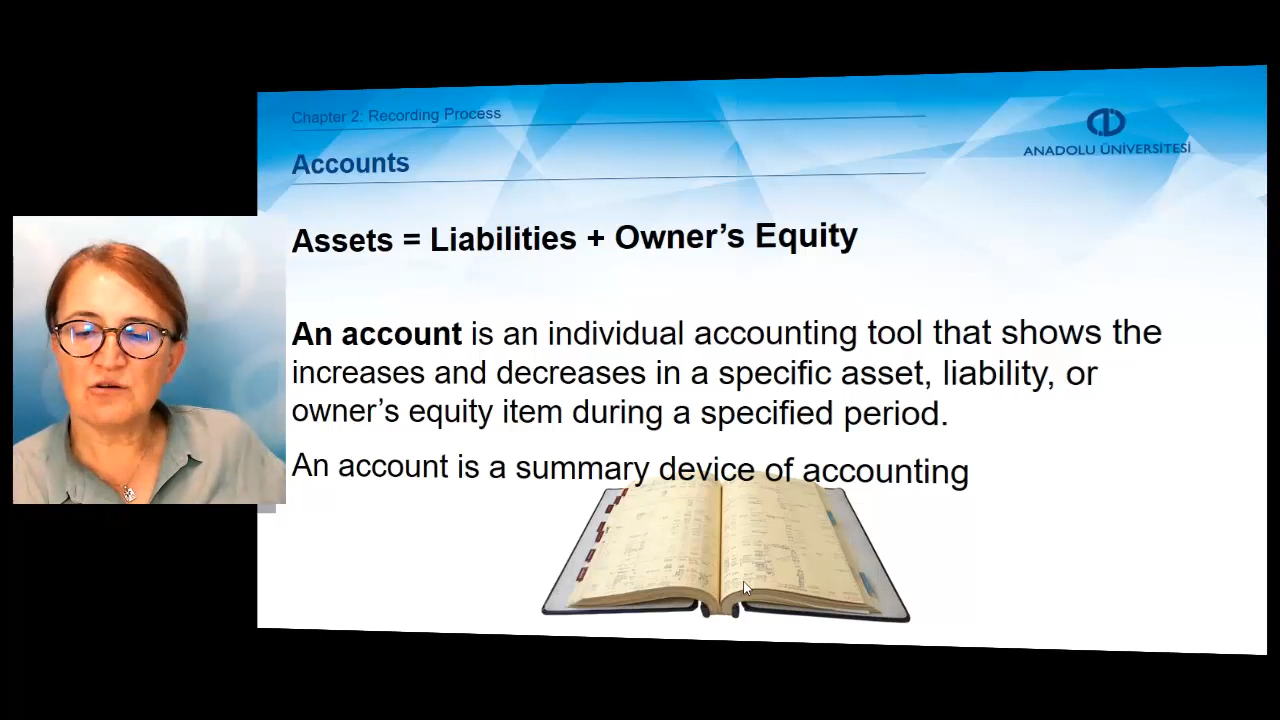 Chapter 2: Recording Process
ANADOLU ÜNİVERSİTESİ
Accounts
Assets = Liabilities + Owner’s Equity
An account is an individual accounting tool that shows the
increases and decreases in a specific asset, liability, or
owner’s equity item during a specified period.
An account is a summary device of accounting